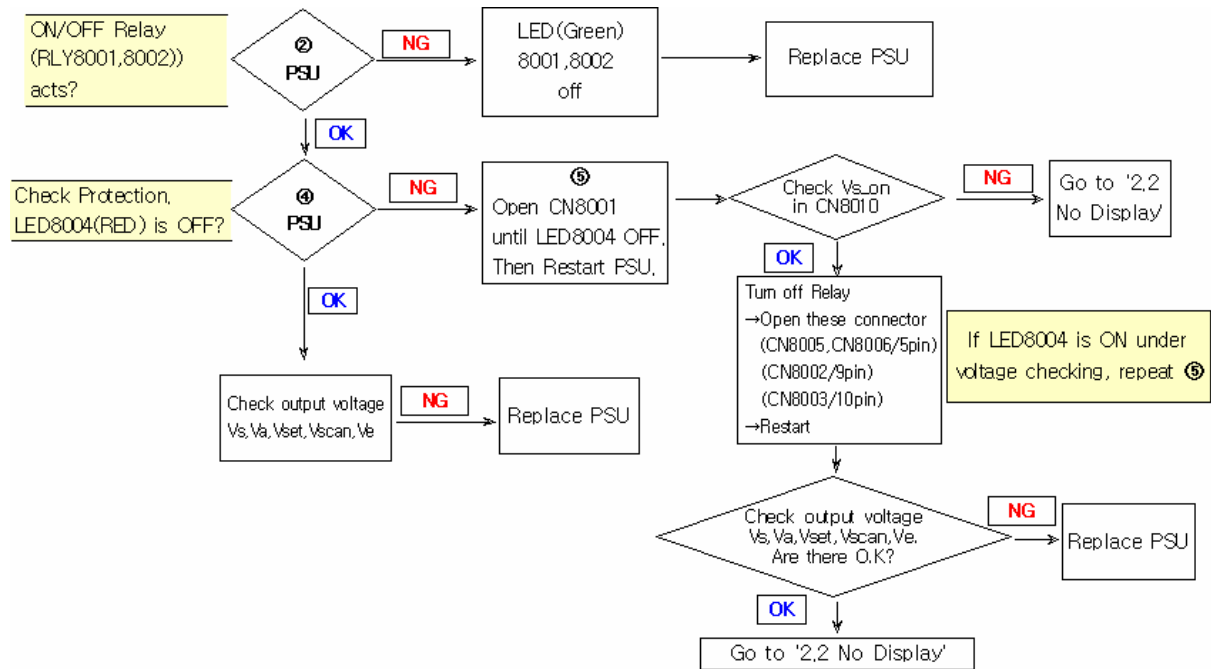 ON/OFF Relay
(RLY8001,8002))
acts?
②
PSU
NG
LED(Green)
8001,8002
off
Replace PSU
OK
Check Protection,
LED8004(RED) is OFF?
④
PSU
NG
⑤
Open CN8001
until LED8004 OFF,
Then Restart PSU,
Check Vs_on
in CN8010
NG
Go to '2,2
No Display'
OK
OK
Turn off Relay
→Open these connector
(CN8005,CN8006/5pin)
(CN8002/9pin)
(CN8003/10pin)
→Restart
If LED8004 is ON under
voltage checking, repeat ⑤
Check output voltage
Vs,Va,Vset,Vscan,Ve
NG
Replace PSU
Check output voltage
Vs,Va,Vset,Vscan,Ve.
Are there O.K?
NG
Replace PSU
OK
Go to '2,2 No Display'